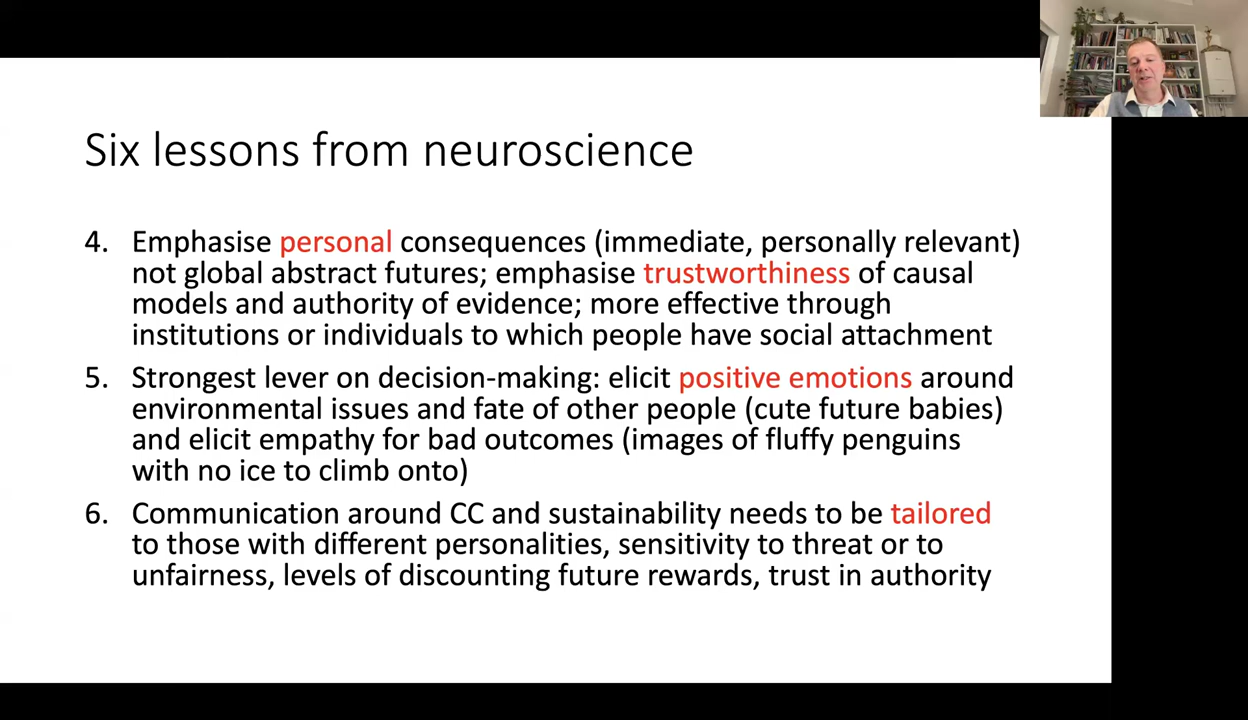 Six lessons from neuroscience
4. Emphasise personal consequences (immediate, personally relevant)
not global abstract futures; emphasise trustworthiness of causal
models and authority of evidence; more effective through
institutions or individuals to which people have social attachment
5. Strongest lever on decision-making: elicit positive emotions around
environmental issues and fate of other people (cute future babies)
and elicit empathy for bad outcomes (images of fluffy penguins
with no ice to climb onto)
6. Communication around CC and sustainability needs to be tailored
to those with different personalities, sensitivity to threat or to
unfairness, levels of discounting future rewards, trust in authority